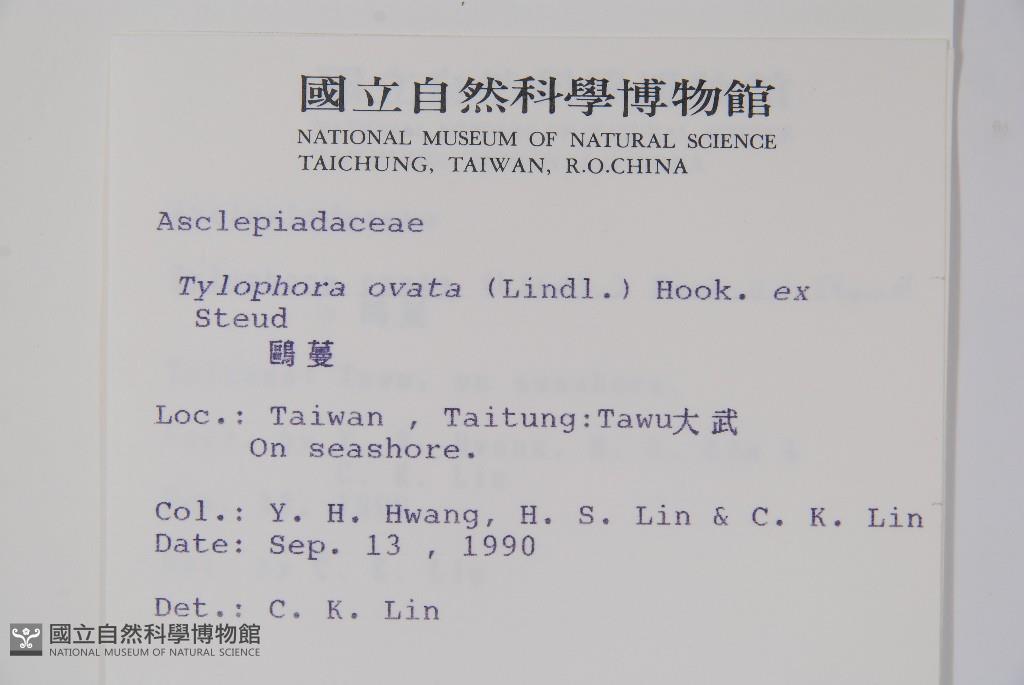 國立自然科學博物館
NATIONAL MUSEUM OF NATURAL SCIENCE
TAICHUNG, TAIWAN, R.O.CHINA
Asclepiadaceae
Tylophora ovata (Lindl.) Hook. ex
Steud
鷗蔓
Loc.: Taiwan , Taitung:Tawu大武
On seashore.
Col.: Y. H. Hwang, H. S. Lin & C. K. Lin
Date: Sep. 13 , 1990
Det.: C. K. Lin
國立自然科學博物館
NATIONAL MUSEUM OF NATURAL SCIENCE